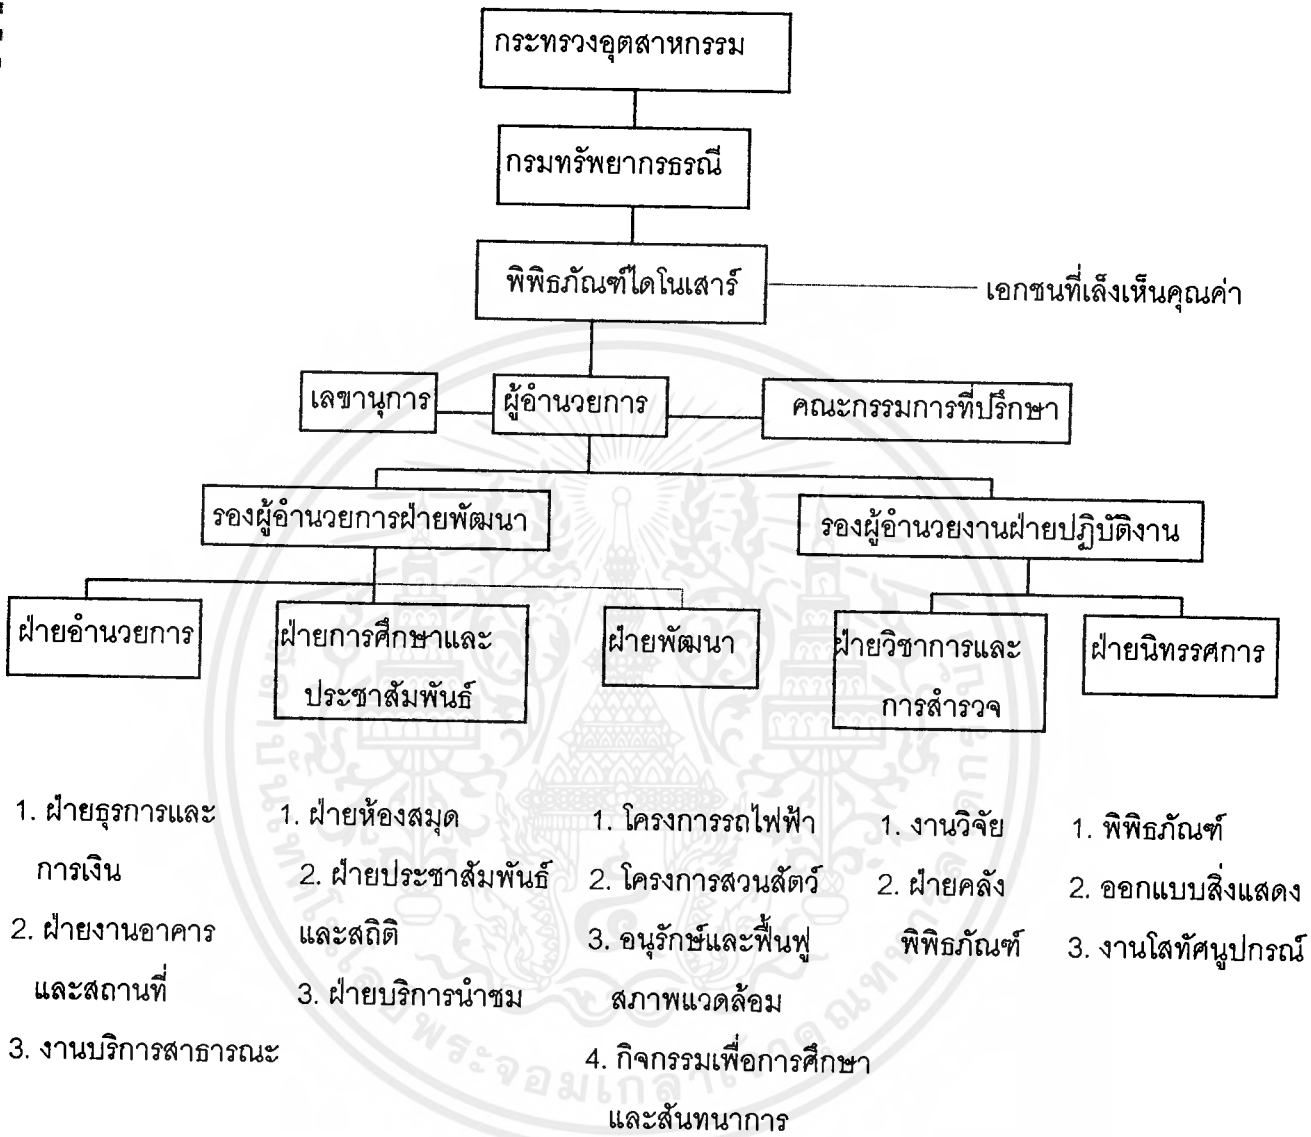 กระทรวงอุตสาหกรรม
กรมทรัพยากรธรณี
พิพิธภัณฑ์ไดโนเสาร์
เอกชนที่เล็งเห็นคุณค่า
เลขานุการ
ผู้อำนวยการ
คณะกรรมการที่ปรึกษา
รองผู้อำนวยการฝ่ายพัฒนา
รองผู้อำนวยงานฝ่ายปฏิบัติงาน
ฝ่ายอำนวยการ
ฝ่ายการศึกษาและ
ประชาสัมพันธ์
ฝ่ายพัฒนา
ฝ่ายวิชาการและ
การสำรวจ
ฝ่ายนิทรรศการ
1. ฝ่ายธุรการและ
การเงิน
2. ฝ่ายงานอาคาร
และสถานที่
3. งานบริการสาธารณะ
1. ฝ่ายห้องสมุด
2. ฝ่ายประชาสัมพันธ์
และสถิติ
3. ฝ่ายบริการนำชม
1. โครงการรถไฟฟ้า
2. โครงการสวนสัตว์
3. อนุรักษ์และฟื้นฟู
สภาพแวดล้อม
4. กิจกรรมเพื่อการศึกษา
และสันทนาการ
1. งานวิจัย
2. ฝ่ายคลัง
พิพิธภัณฑ์
1. พิพิธภัณฑ์
2. ออกแบบสิ่งแสดง
3. งานโสทัศนูปกรณ์